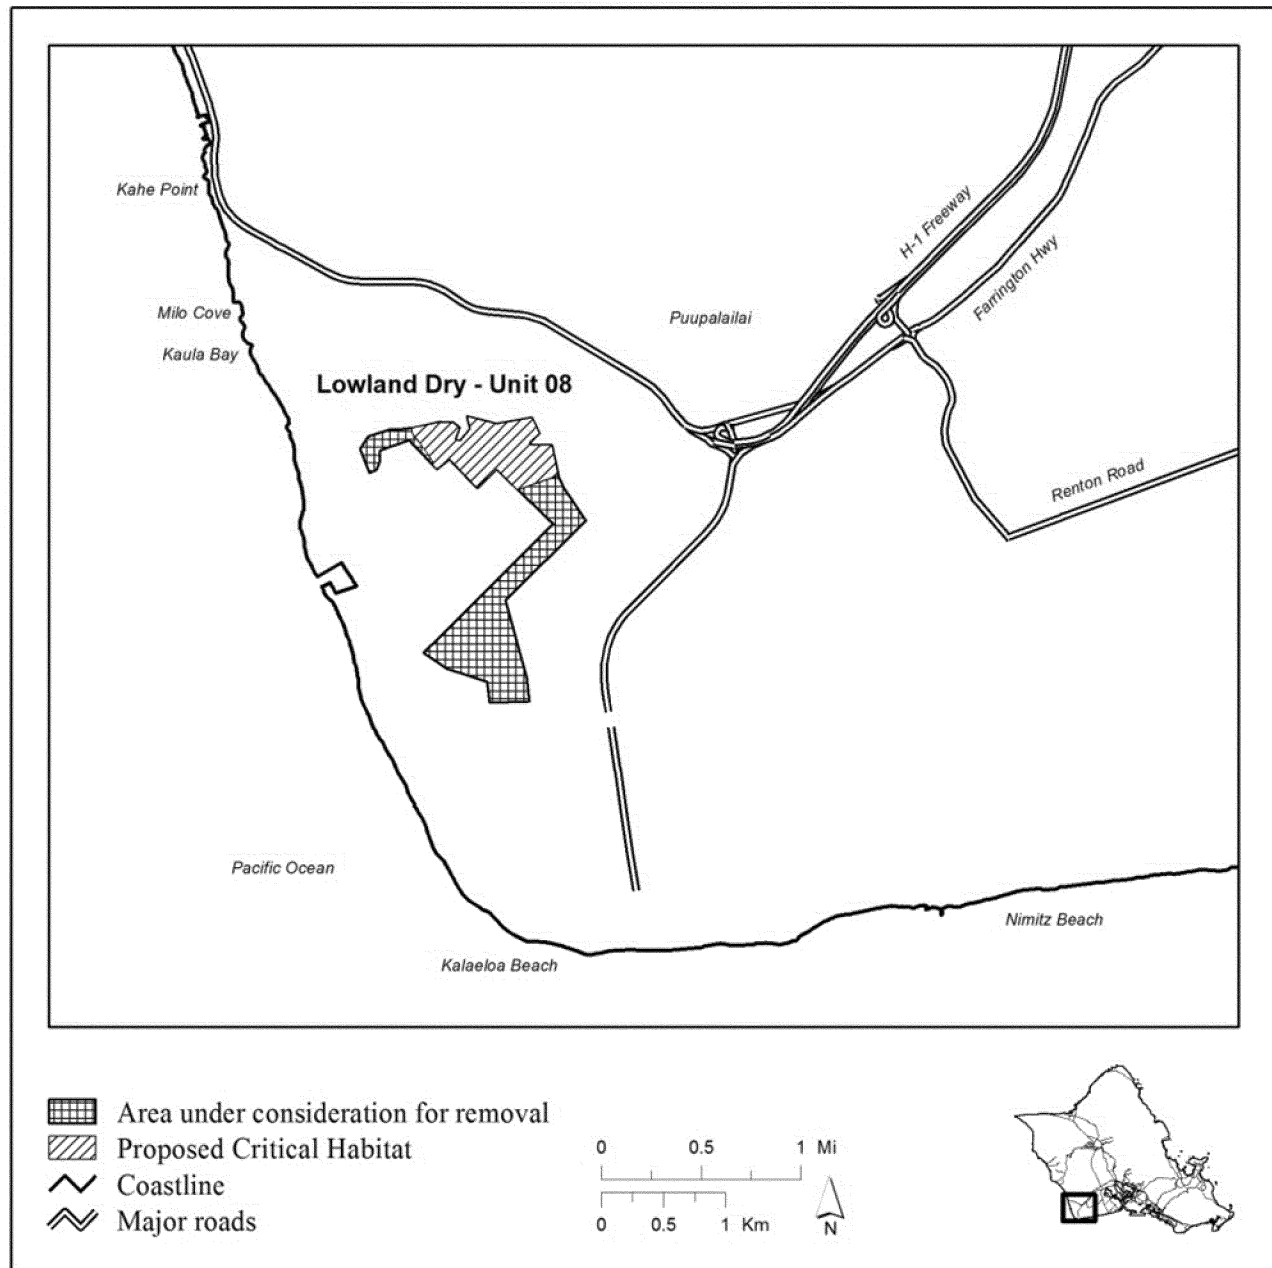 Kahe Point
H-1 Freeway
Farrington Hwy
Milo Cove
Puupalailai
Kaula Bay
Lowland Dry - Unit 08
Renton Road
Pacific Ocean
Nimitz Beach
Kalaeloa Beach
Area under consideration for removal
Proposed Critical Habitat
Coastline
Major roads
0 0.5 1 Mi
0 0.5 1 Km
N